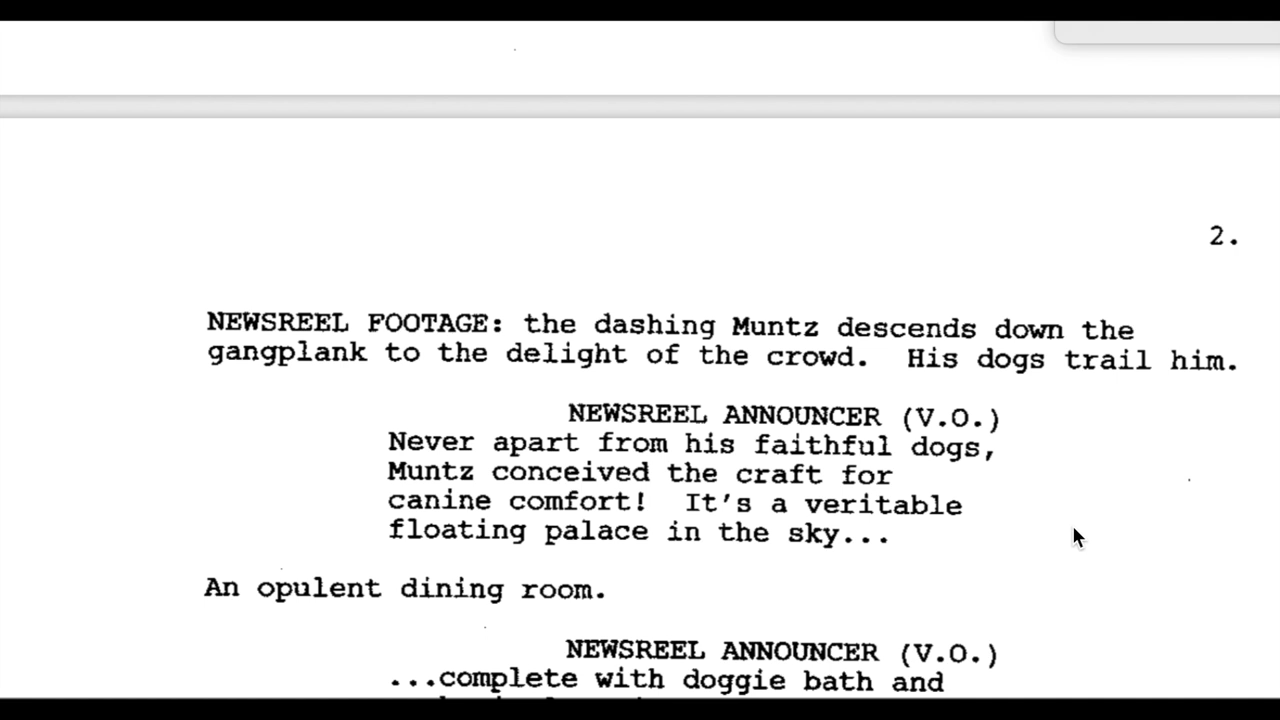 2.
NEWSREEL FOOTAGE: the dashing Muntz descends down the
gangplank to the delight of the crowd.  His dogs trail him.
NEWSREEL ANNOUNCER (V.O.)
Never apart from his faithful dogs,
Muntz conceived the craft for
canine comfort!  It's a veritable
floating palace in the sky...
An opulent dining room.
NEWSREEL ANNOUNCER (V.O.)
...complete with doggie bath and